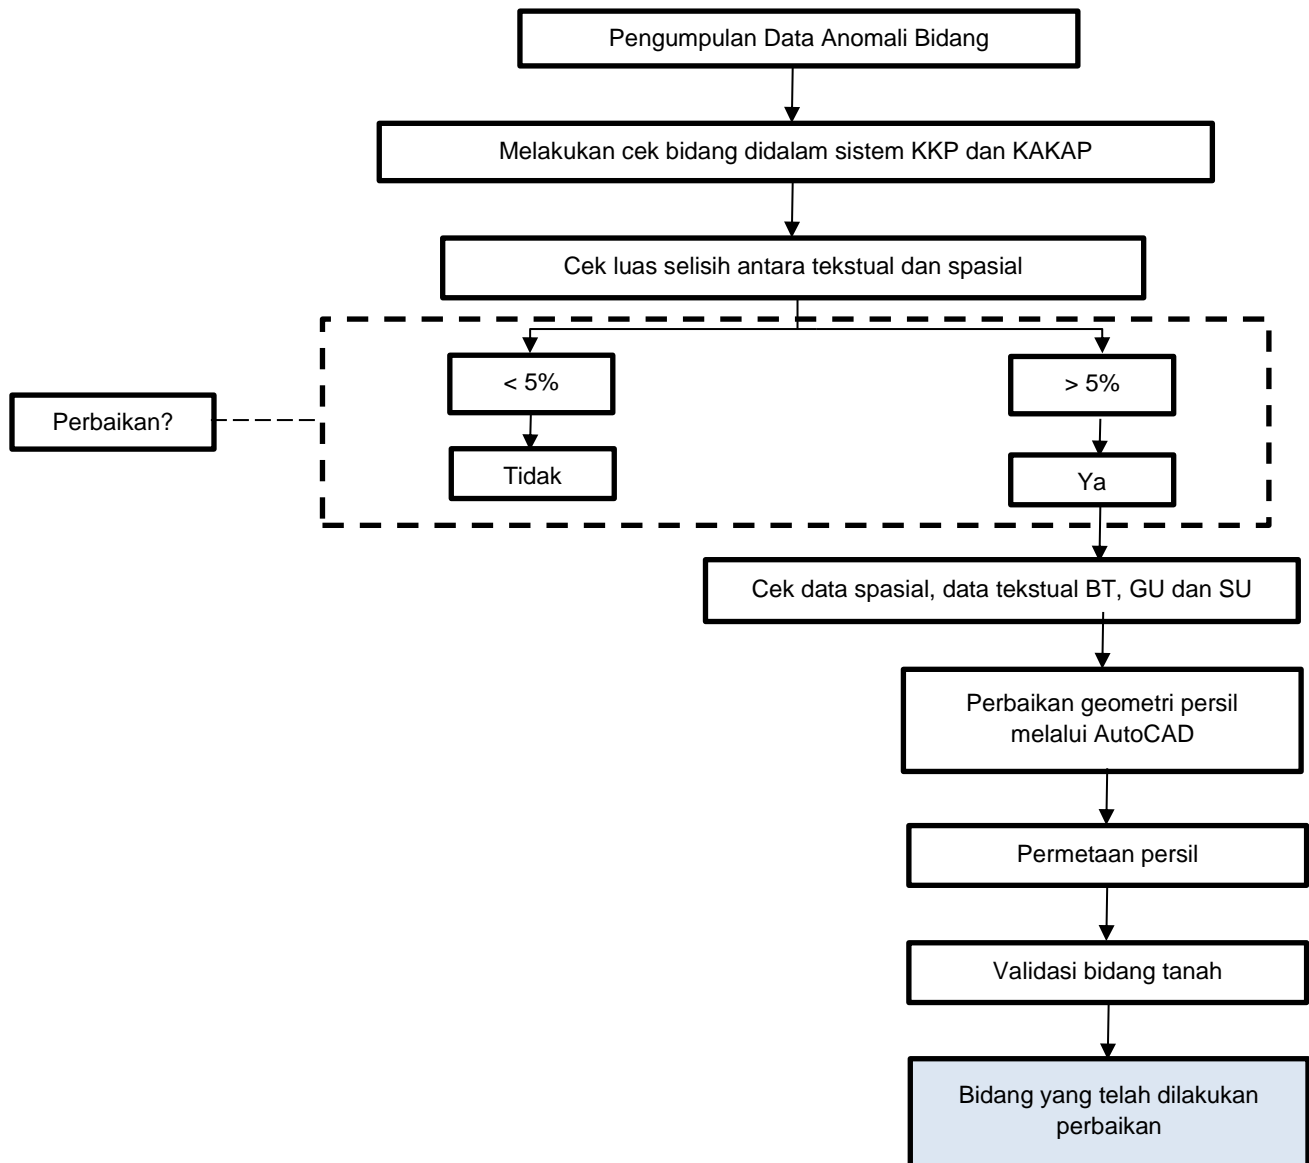 Pengumpulan Data Anomali Bidang
Melakukan cek bidang didalam sistem KKP dan KAKAP
Cek luas selisih antara tekstual dan spasial
< 5%
> 5%
Perbaikan?
Tidak
Ya
Cek data spasial, data tekstual BT, GU dan SU
Perbaikan geometri persil
melalui AutoCAD
Permetaan persil
Validasi bidang tanah
Bidang yang telah dilakukan
perbaikan